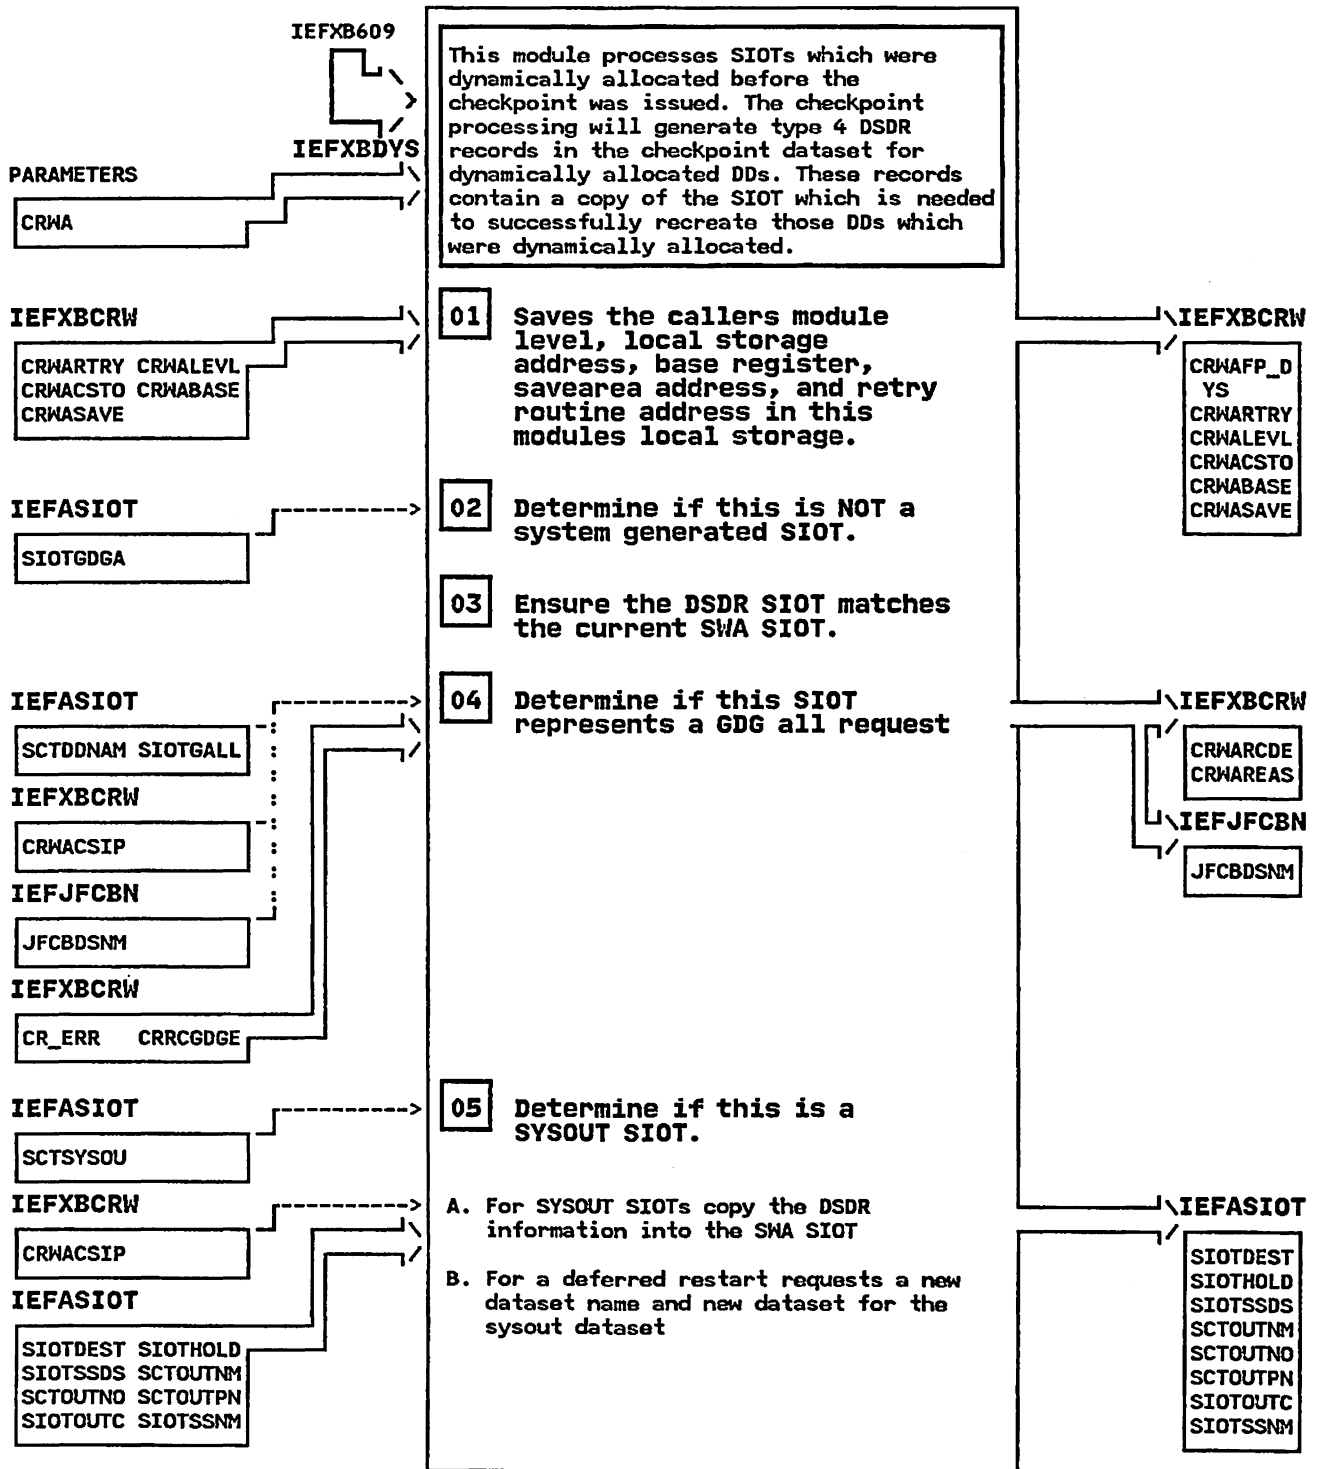 IEFXB609
This module processes SIOTs which were
dynamically allocated before the
checkpoint was issued. The checkpoint
processing will generate type 4 DSDR
records in the checkpoint dataset for
dynamically allocated DDs. These records
contain a copy of the SIOT which is needed
to successfully recreate those DDs which
were dynamically allocated.
IEFXBDYS
PARAMETERS
CRWA
IEFXBCRW
CRWARTRY CRWALEVL
CRWACSTO CRWABASE
CRWASAVE
01 Saves the callers module
level, local storage
address, base register,
savearea address, and retry
routine address in this
modules local storage.
IEFXBCRW
CRWAFP_D
YS
CRWARTRY
CRWALEVL
CRWACSTO
CRWABASE
CRWASAVE
IEFASIOT
SIOTGDGA
02 Determine if this is NOT a
system generated SIOT.
03 Ensure the DSDR SIOT matches
the current SWA SIOT.
IEFASIOT
SCTDDNAM SIOTGALL
IEFXBCRW
CRWACSIP
IEFJFCBN
JFCBDSNM
IEFXBCRW
CR_ERR CRRCGDGE
04 Determine if this SIOT
represents a GDG all request
IEFXBCRW
CRWARCDE
CRWAREAS
IEFJFCBN
JFCBDSNM
IEFASIOT
SCTSYSOU
05 Determine if this is a
SYSOUT SIOT.
IEFXBCRW
CRWACSIP
IEFASIOT
SIOTDEST SIOTHOLD
SIOTSSDS SCTOUTNM
SCTOUTNO SCTOUTPN
SIOTOUTC SIOTSSNM
A. For SYSOUT SIOTs copy the DSDR
information into the SWA SIOT
B. For a deferred restart requests a new
dataset name and new dataset for the
sysout dataset
IEFASIOT
SIOTDEST
SIOTHOLD
SIOTSSDS
SCTOUTNM
SCTOUTNO
SCTOUTPN
SIOTOUTC
SIOTSSNM